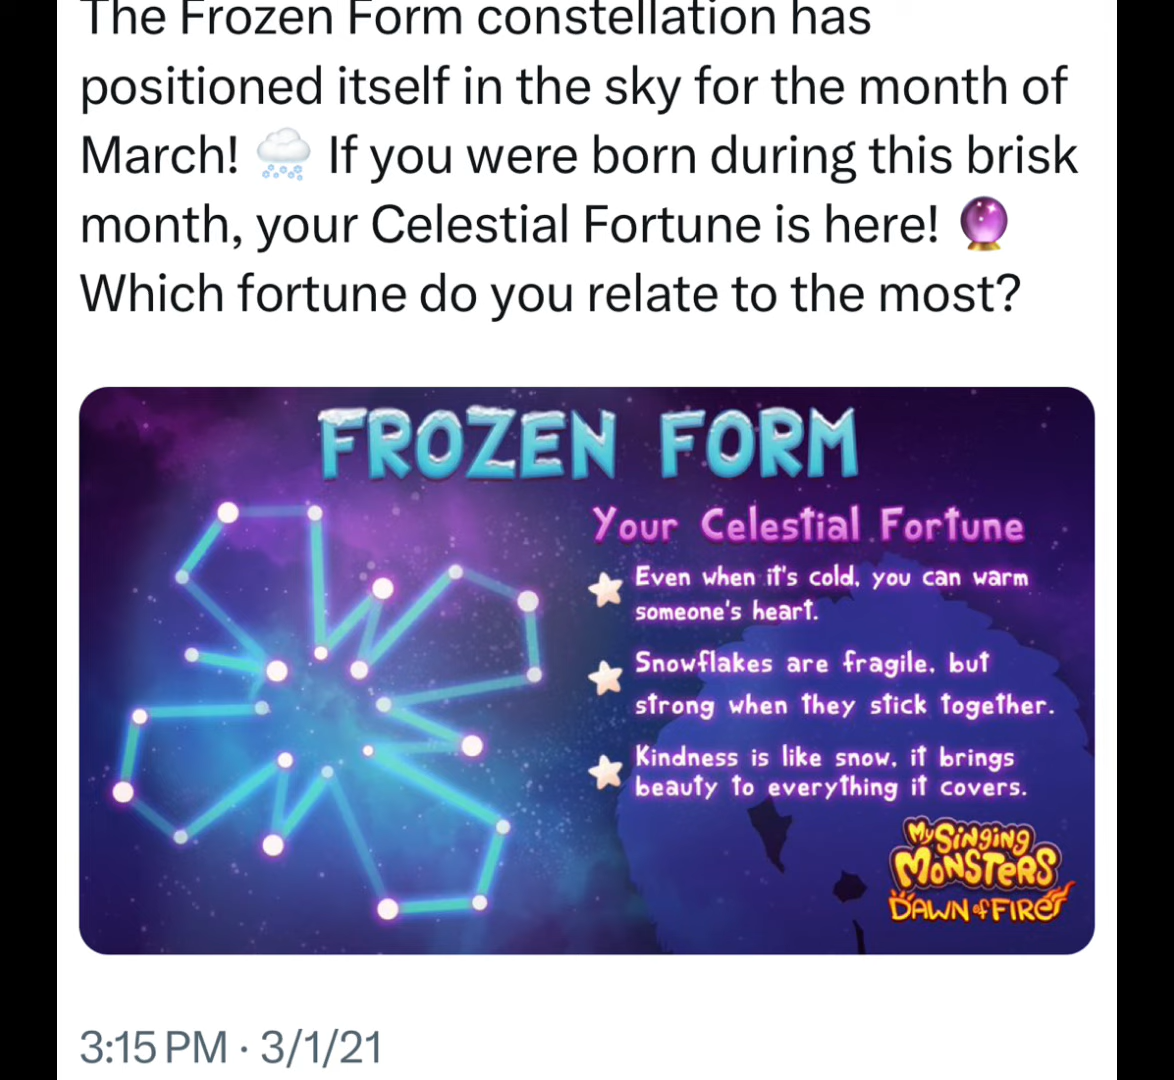 The Frozen Form constellation has
positioned itself in the sky for the month of
March! 🌨️ If you were born during this brisk
month, your Celestial Fortune is here! 🔮
Which fortune do you relate to the most?
FROZEN FORM
Your Celestial Fortune
Even when it's cold, you can warm
someone's heart.
Snowflakes are fragile, but
strong when they stick together.
Kindness is like snow, it brings
beauty to everything it covers.
My Singing
MONSTERS
DAWN of FIRE
3:15 PM · 3/1/21